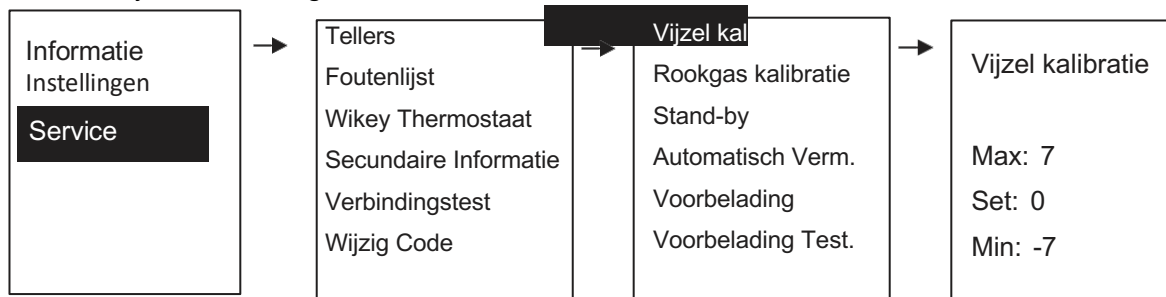 Informatie
Instellingen
Service
Tellers
Foutenlijst
Wikey Thermostaat
Secundaire Informatie
Verbindingstest
Wijzig Code
Vijzel kal
Rookgas kalibratie
Stand-by
Automatisch Verm.
Voorbelading
Voorbelading Test.
Vijzel kalibratie
Max: 7
Set: 0
Min: -7